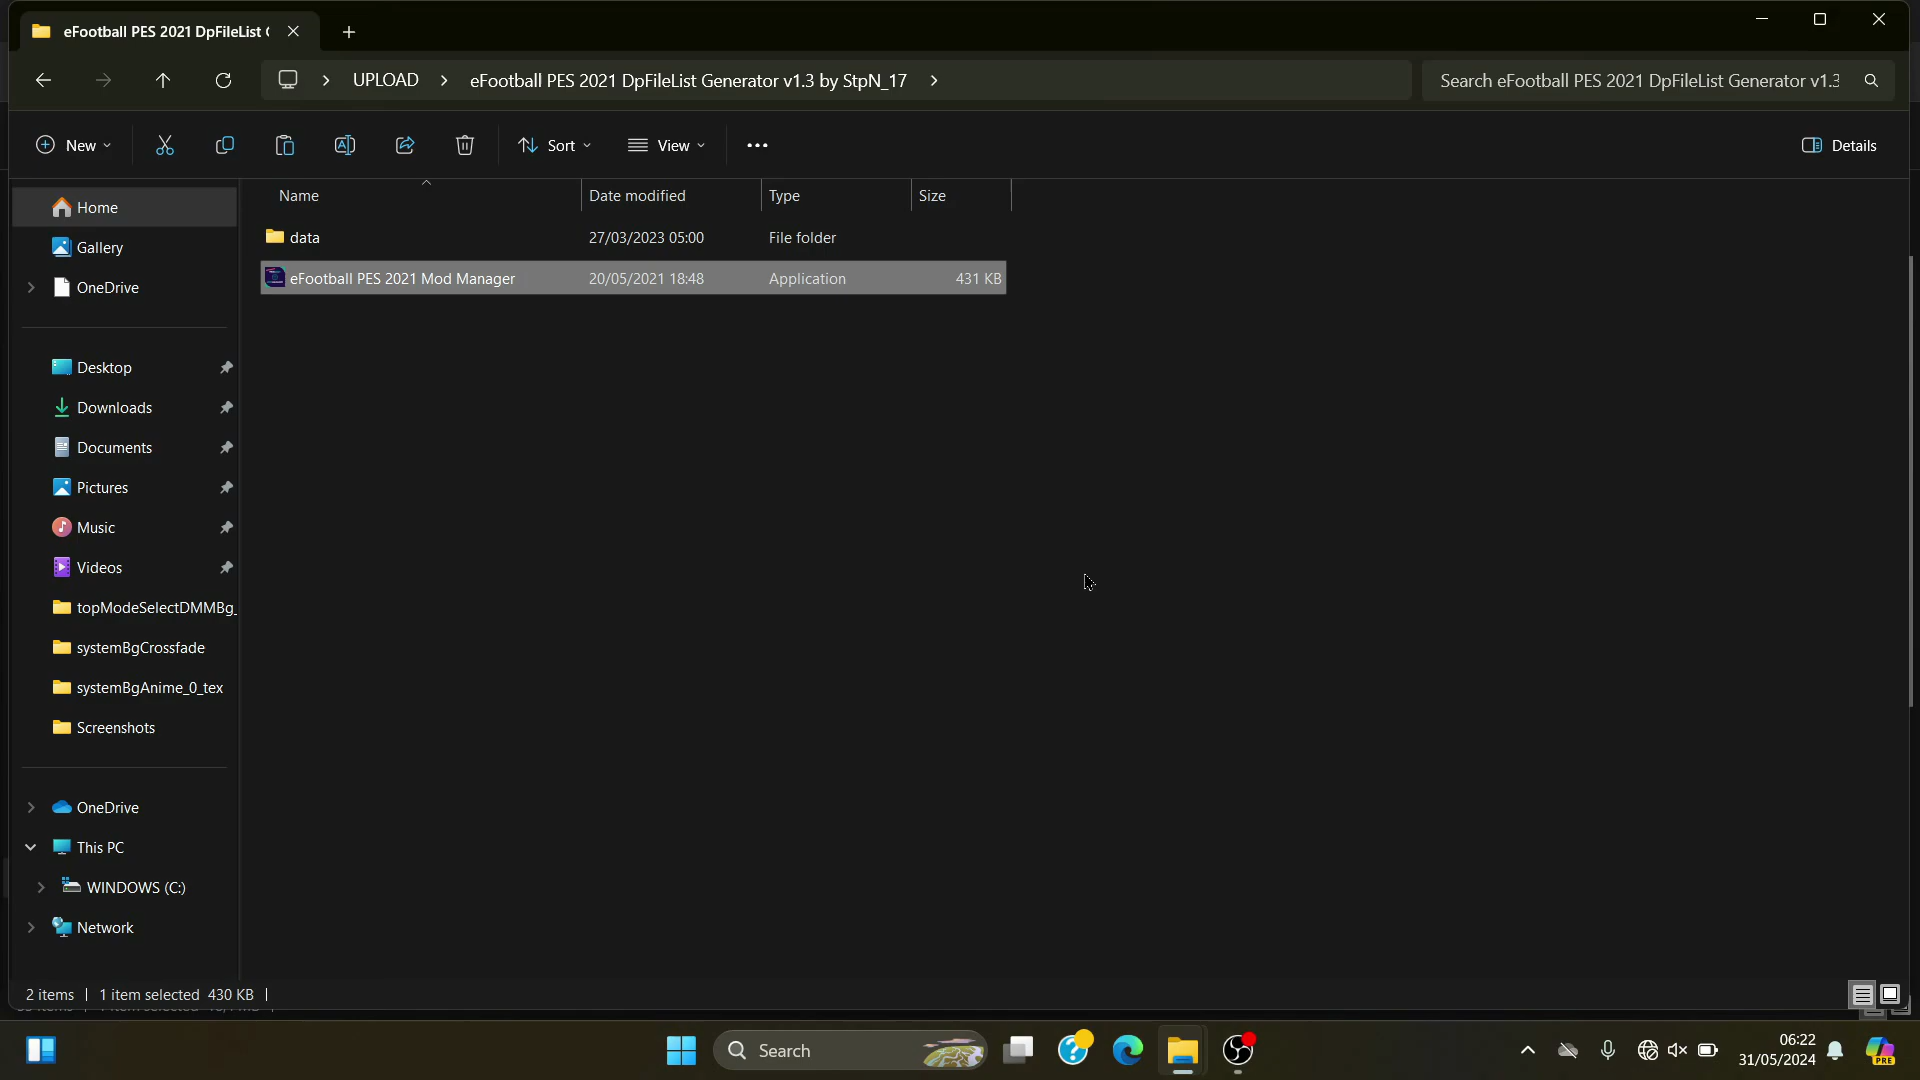 eFootball PES 2021 DpFileList
UPLOAD
eFootball PES 2021 DpFileList Generator v1.3 by StpN_17
Search eFootball PES 2021 DpFileList Generator v1.3
New
Sort
View
Details
Name
Date modified
Type
Size
Home
Gallery
OneDrive
Desktop
Downloads
Documents
Pictures
Music
Videos
topModeSelectDMMBg_
systemBgCrossfade
systemBgAnime_0_tex
Screenshots
OneDrive
This PC
WINDOWS (C:)
Network
data 27/03/2023 05:00 File folder
eFootball PES 2021 Mod Manager 20/05/2021 18:48 Application 431 KB
2 items 1 item selected 430 KB
Search
06:22
31/05/2024
PRE